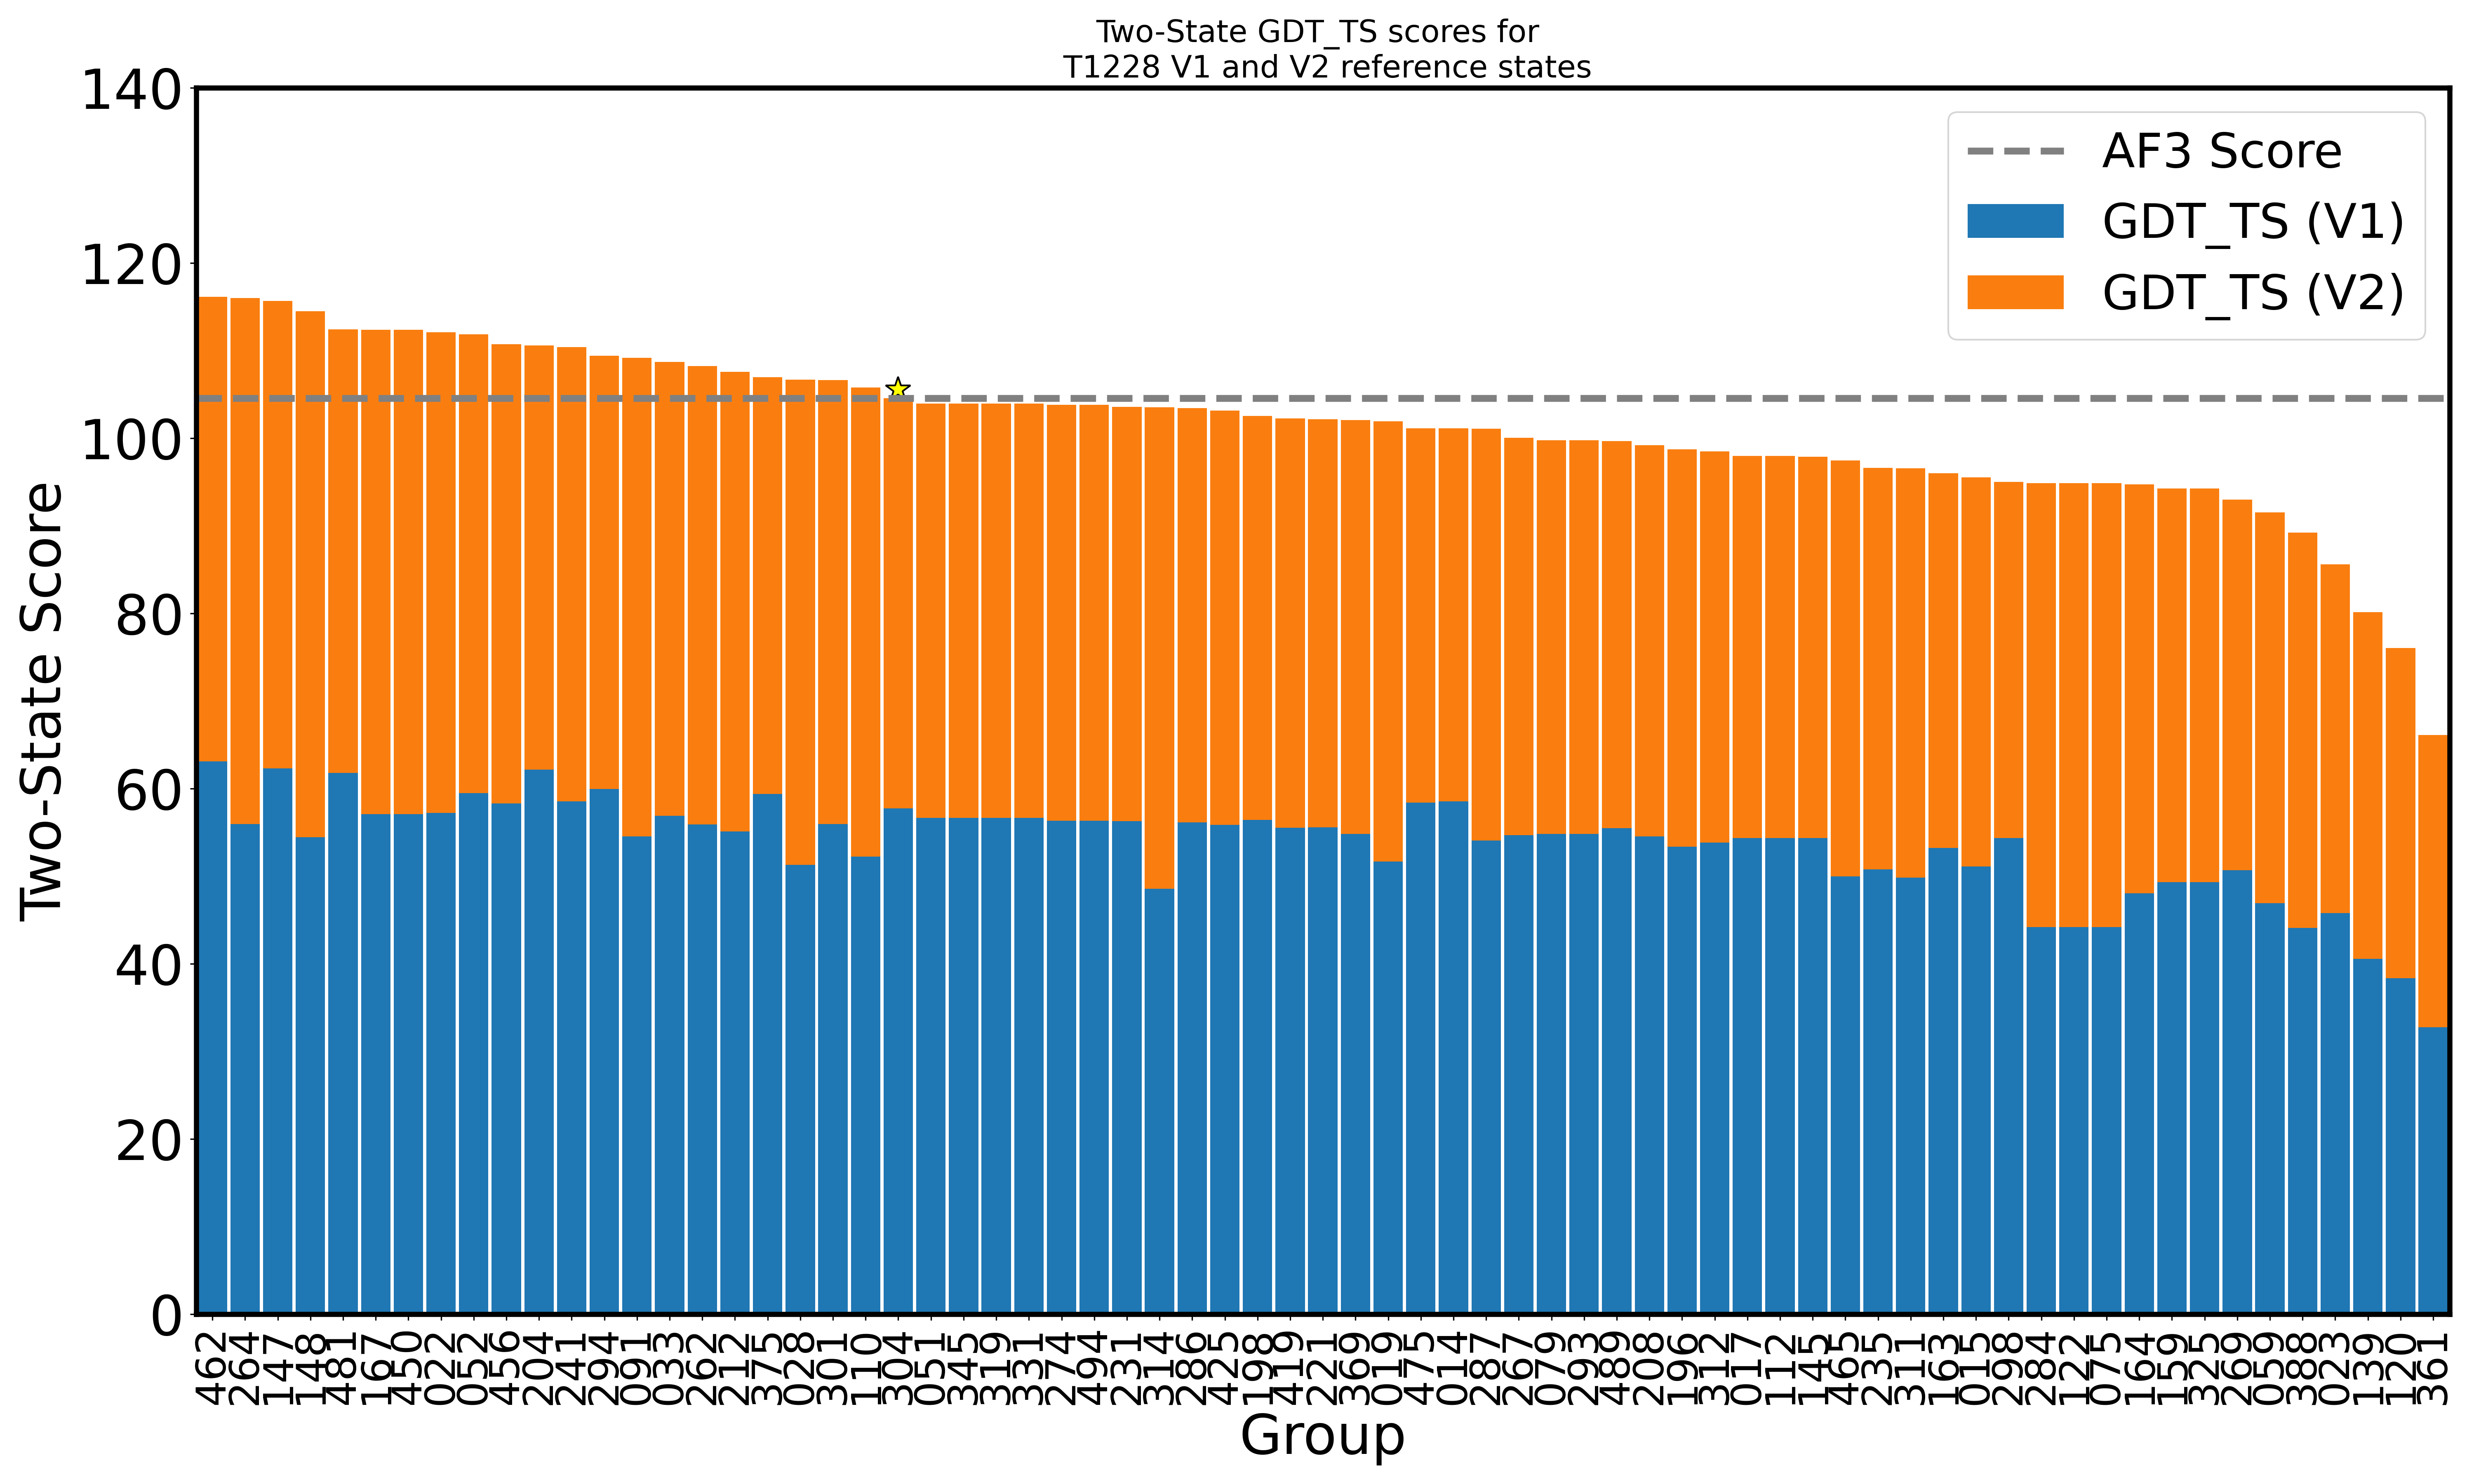 Two-State GDT_TS scores for
T1228 V1 and V2 reference states
140
120
100
80
60
40
20
0
Two-State Score
AF3 Score
GDT_TS (V1)
GDT_TS (V2)
462 264 147 148 481 167 450 022 052 456 204 241 294 091 033 262 212 375 028 301 110 304 051 345 319 331 274 494 231 314 286 425 198 419 221 369 019 475 014 287 267 079 293 489 208 196 312 017 112 145 465 235 311 163 015 298 284 122 075 164 159 325 269 059 388 023 139 120 361
Group